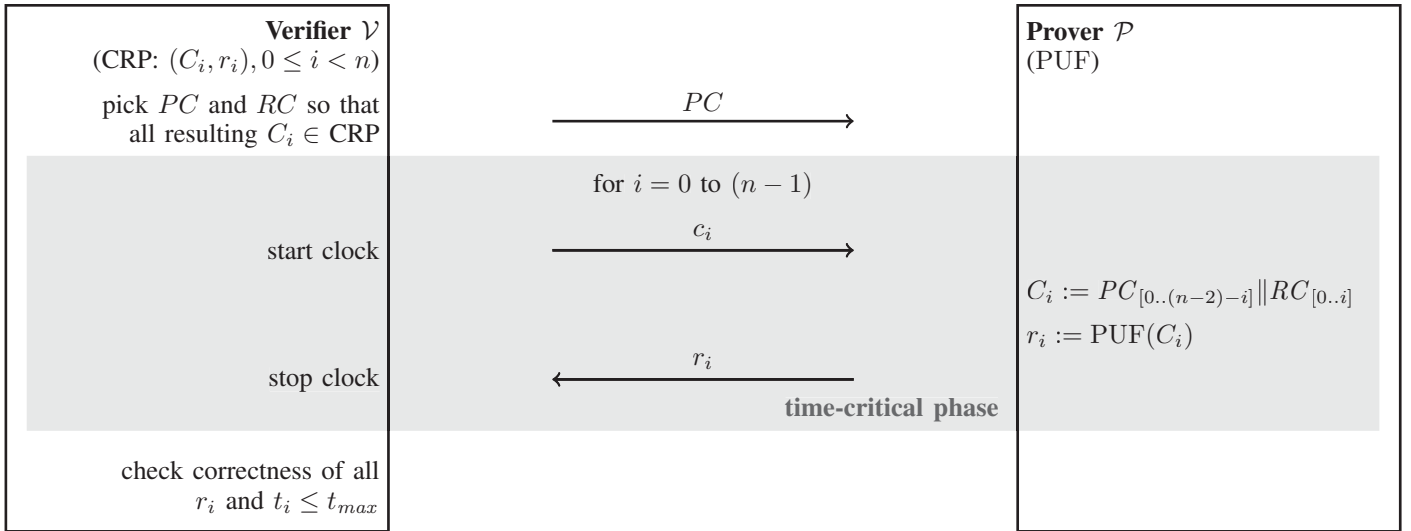 Verifier 𝒱
(CRP: (C_i, r_i), 0 ≤ i < n)
pick PC and RC so that
all resulting C_i ∈ CRP
PC
Prover 𝒫
(PUF)
for i = 0 to (n − 1)
start clock
c_i
C_i := PC_[0..(n−2)−i] ∥ RC_[0..i]
r_i := PUF(C_i)
stop clock
r_i
time-critical phase
check correctness of all
r_i and t_i ≤ t_max